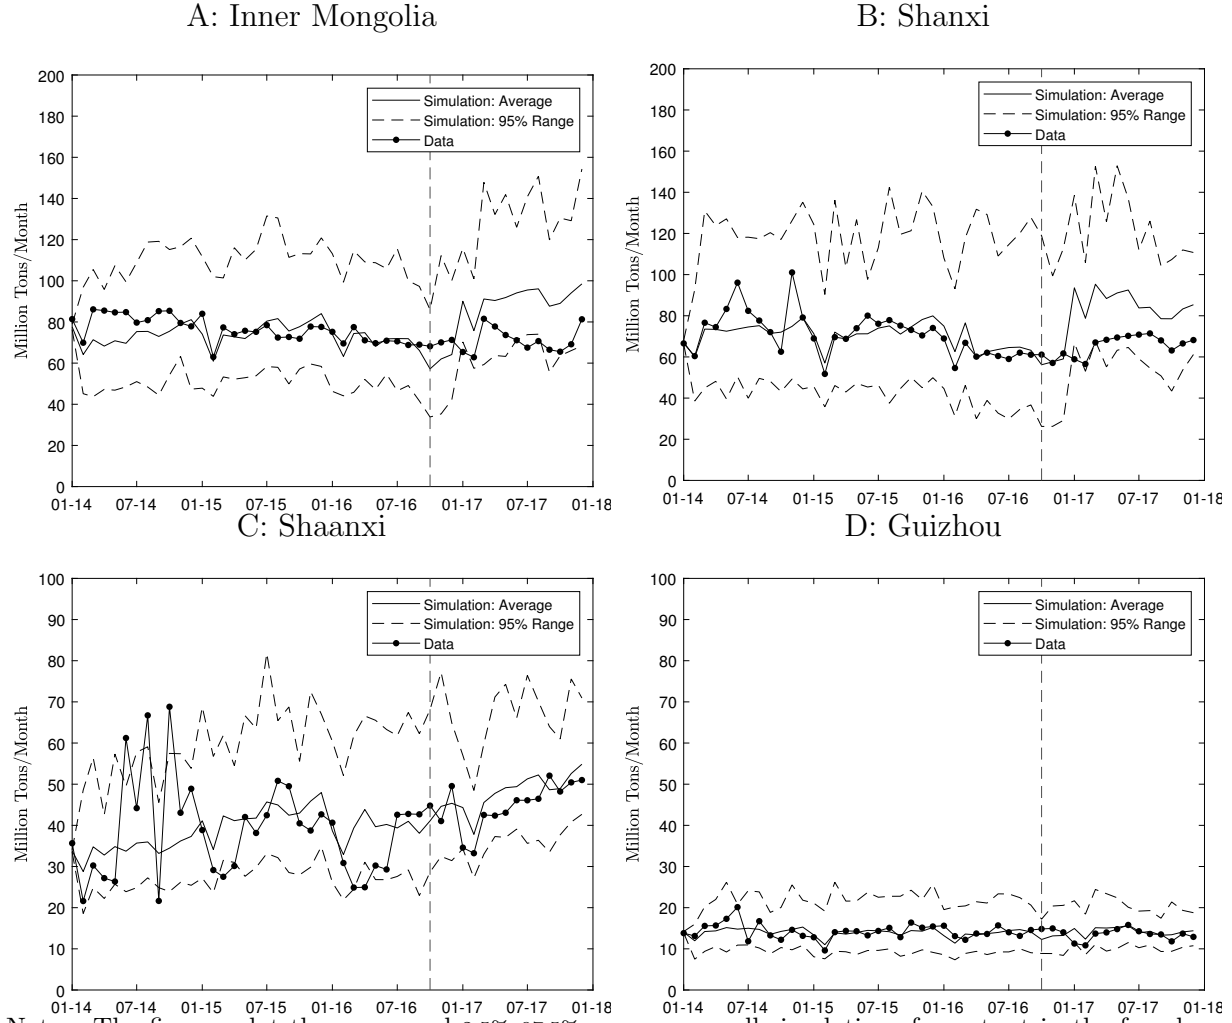 A: Inner Mongolia
200
180
160
140
120
100
80
60
40
20
0
Million Tons/Month
Simulation: Average
Simulation: 95% Range
Data
01-14 07-14 01-15 07-15 01-16 07-16 01-17 07-17 01-18
B: Shanxi
200
180
160
140
120
100
80
60
40
20
0
Million Tons/Month
Simulation: Average
Simulation: 95% Range
Data
01-14 07-14 01-15 07-15 01-16 07-16 01-17 07-17 01-18
C: Shaanxi
100
90
80
70
60
50
40
30
20
10
0
Million Tons/Month
Simulation: Average
Simulation: 95% Range
Data
01-14 07-14 01-15 07-15 01-16 07-16 01-17 07-17 01-18
D: Guizhou
100
90
80
70
60
50
40
30
20
10
0
Million Tons/Month
Simulation: Average
Simulation: 95% Range
Data
01-14 07-14 01-15 07-15 01-16 07-16 01-17 07-17 01-18